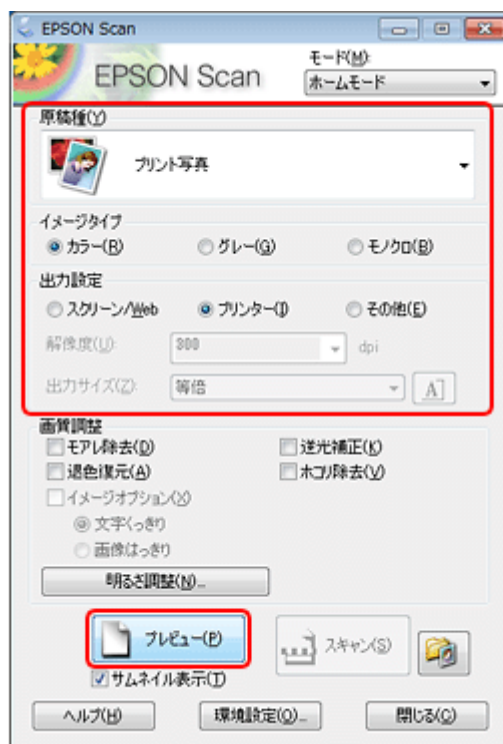 EPSON Scan
EPSON Scan
モード(M):
ホームモード
原稿種(Y)
プリント写真
イメージタイプ
カラー(R) グレー(G) モノクロ(B)
出力設定
スクリーン/Web プリンター(I) その他(E)
解像度(U): 300 dpi
出力サイズ(Z): 等倍 A
画質調整
モアレ除去(D) 逆光補正(K)
退色復元(A) ホコリ除去(V)
イメージオプション(X)
文字くっきり
画像はっきり
明るさ調整(N)...
プレビュー(P) スキャン(S)
サムネイル表示(T)
ヘルプ(H) 環境設定(O)... 閉じる(C)